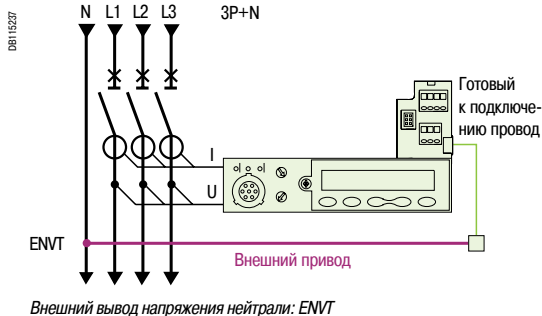 DB115237
N L1 L2 L3 3P+N
Готовый
к подключе-
нию провод
I
U
ENVT
Внешний привод
Внешний вывод напряжения нейтрали: ENVT